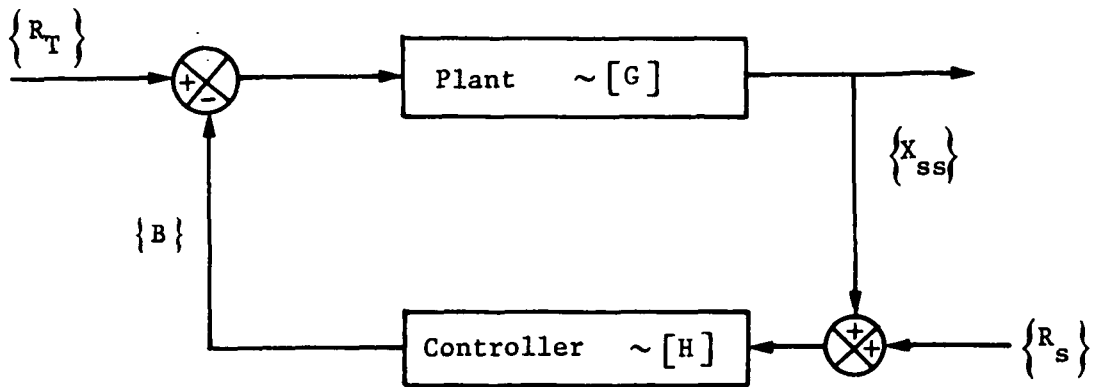 {R_T}
+
-
Plant ~[G]
{X_ss}
{B}
Controller ~[H]
+
+
{R_s}